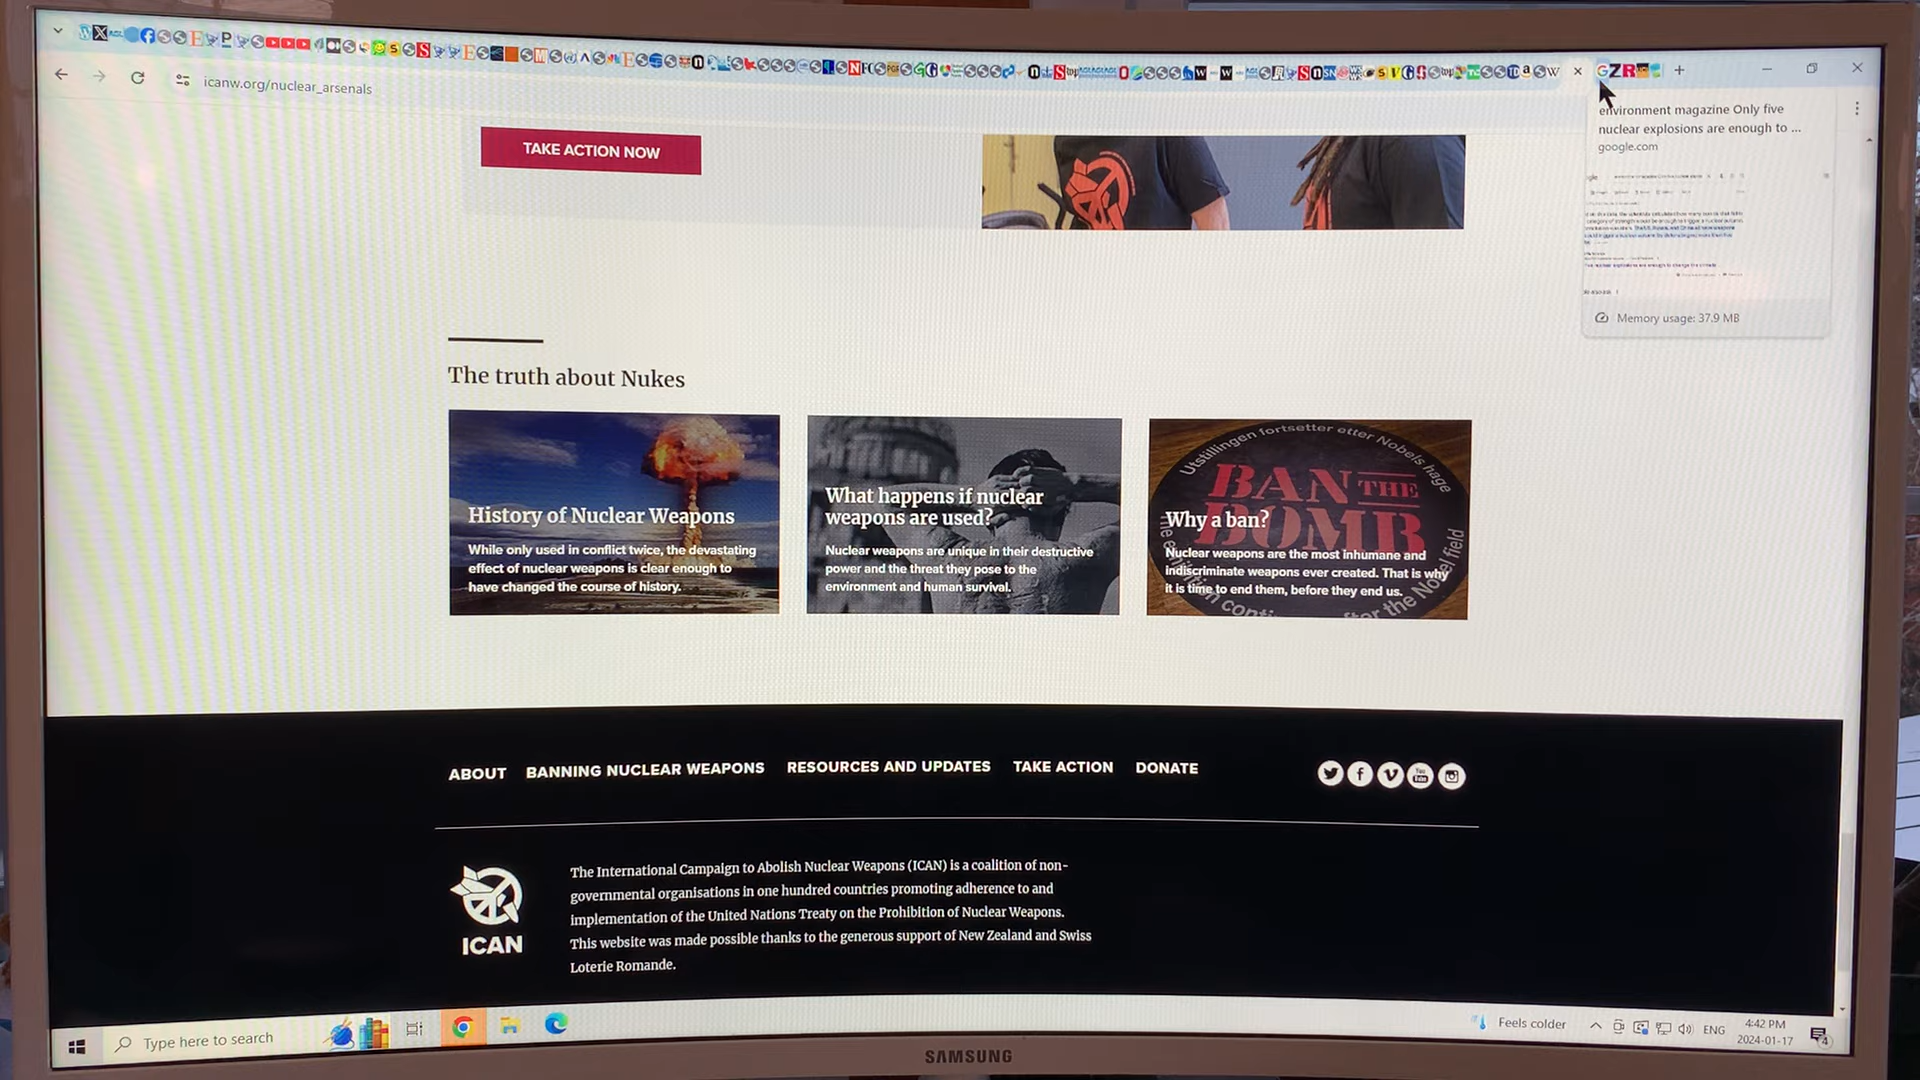 icanw.org/nuclear_arsenals
environment magazine Only five
nuclear explosions are enough to ...
google.com
Memory usage: 37.9 MB
TAKE ACTION NOW
The truth about Nukes
History of Nuclear Weapons
While only used in conflict twice, the devastating
effect of nuclear weapons is clear enough to
have changed the course of history.
What happens if nuclear
weapons are used?
Nuclear weapons are unique in their destructive
power and the threat they pose to the
environment and human survival.
Utstillingen fortsetter etter Nobels hage
BAN THE
BOMB
Why a ban?
Nuclear weapons are the most inhumane and
indiscriminate weapons ever created. That is why
it is time to end them, before they end us.
ABOUT BANNING NUCLEAR WEAPONS RESOURCES AND UPDATES TAKE ACTION DONATE
ICAN
The International Campaign to Abolish Nuclear Weapons (ICAN) is a coalition of non-
governmental organisations in one hundred countries promoting adherence to and
implementation of the United Nations Treaty on the Prohibition of Nuclear Weapons.
This website was made possible thanks to the generous support of New Zealand and Swiss
Loterie Romande.
Type here to search
Feels colder
ENG
4:42 PM
2024-01-17
4
SAMSUNG